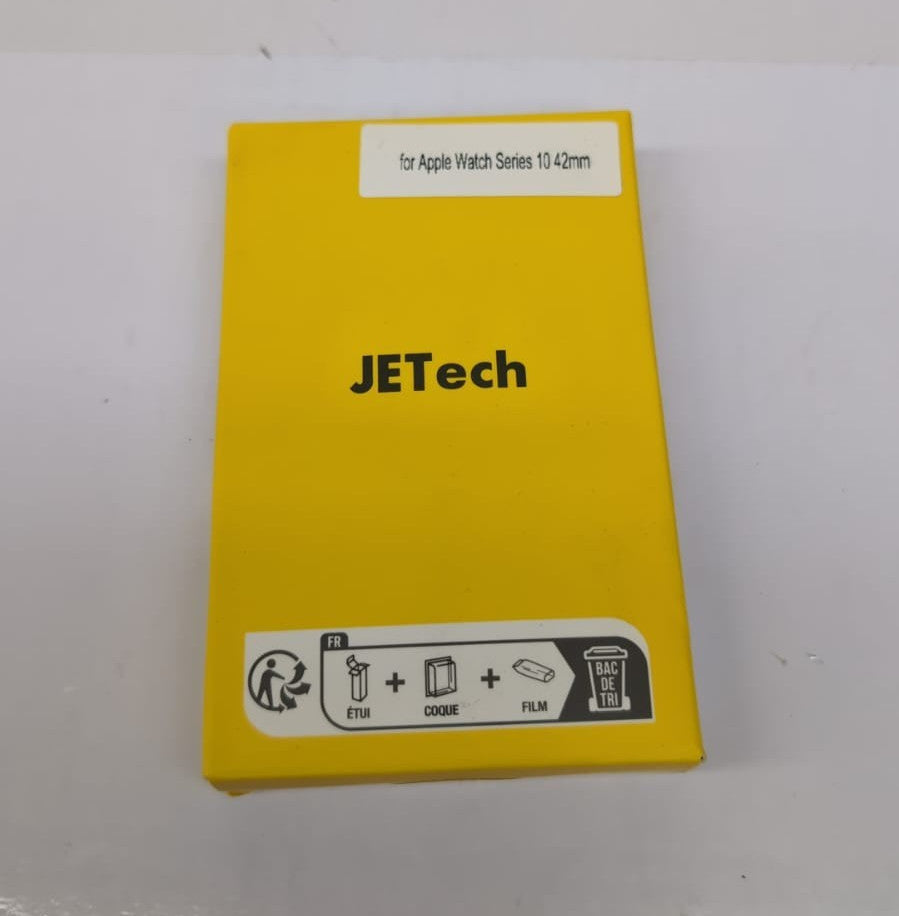 for Apple Watch Series 10 42mm
JETech
FR
ÉTUI + COQUE + FILM
BAC
DE
TRI